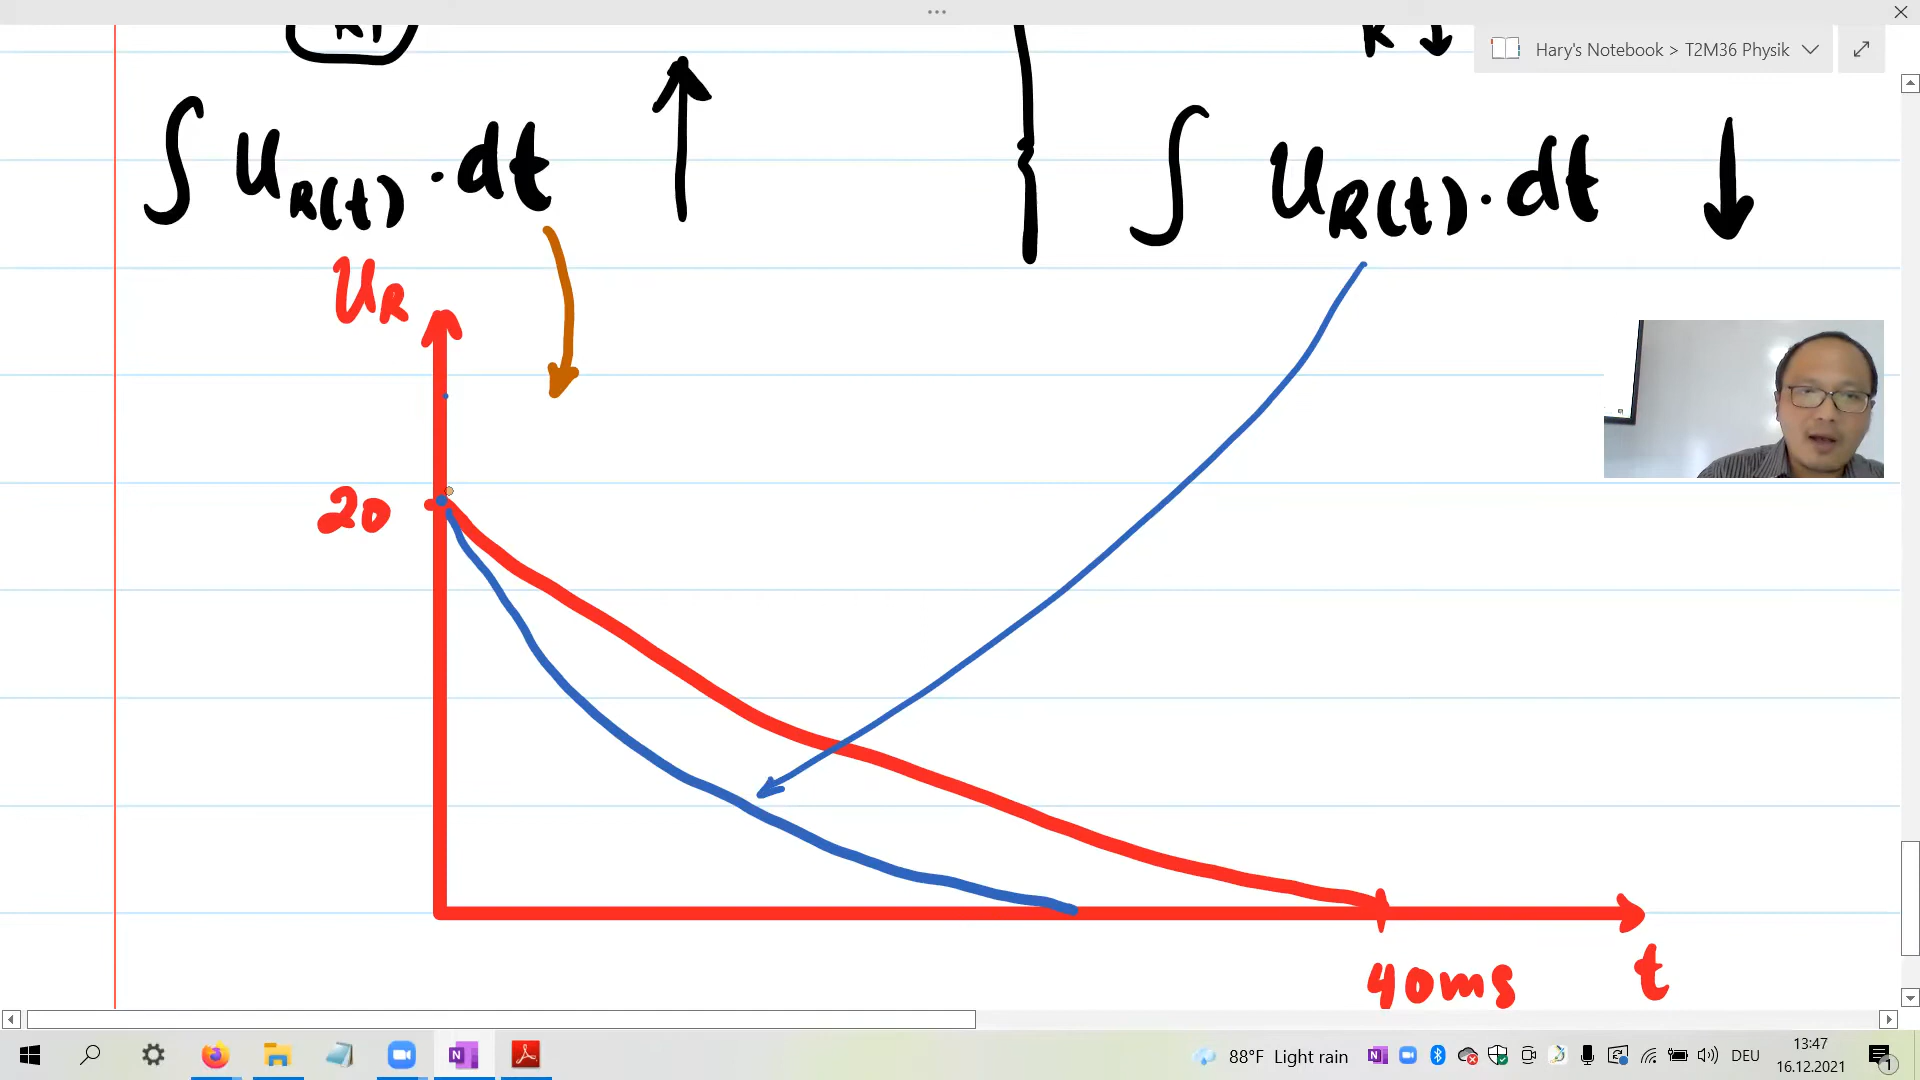 Hary's Notebook > T2M36 Physik
R
∫ U_R(t) · dt
∫ U_R(t) · dt
U_R
20
40ms
t
88°F Light rain
DEU
13:47
16.12.2021
1